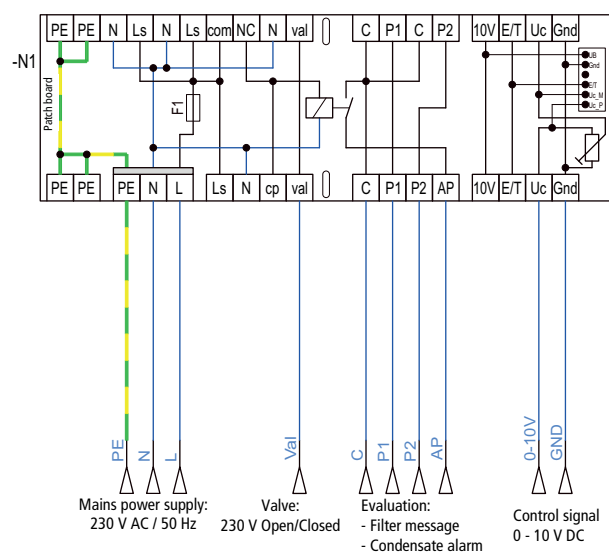 PE PE N Ls N Ls com NC N val C P1 C P2 10V E/T Uc Gnd
-N1
Patch board
F1
UB
Gnd
E/T
Uc_M
Uc_P
PE PE PE N L Ls N cp val C P1 P2 AP 10V E/T Uc Gnd
PE N L Val C P1 P2 AP 0-10V GND
Mains power supply:
230 V AC / 50 Hz
Valve:
230 V Open/Closed
Evaluation:
- Filter message
- Condensate alarm
Control signal
0 - 10 V DC